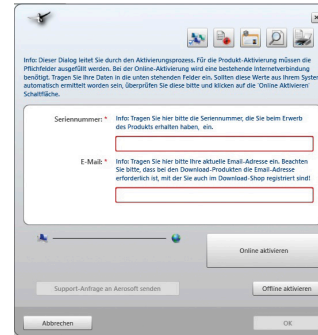 Info: Dieser Dialog leitet Sie durch den Aktivierungsprozess. Für die Produkt-Aktivierung müssen die
Pflichfelder ausgefüllt werden. Bei der Online-Aktivierung wird eine bestehende Internetverbindung
benötigt. Tragen Sie Ihre Daten in die unten stehenden Felder ein. Sollten diese Werte aus Ihrem System
automatisch ermittelt worden sein, überprüfen Sie diese bitte und klicken auf die 'Online Aktivieren'
Schaltfläche.
Seriennummer: * Info: Tragen Sie hier bitte die Seriennummer, die Sie beim Erwerb
des Produkts erhalten haben, ein.
E-Mail: * Info: Tragen Sie hier bitte Ihre aktuelle Email-Adresse ein. Beachten
Sie bitte, dass bei den Download-Produkten die Email-Adresse
erforderlich ist, mit der Sie auch im Download-Shop registriert sind!
Online aktivieren
Support-Anfrage an Aerosoft senden
Offline aktivieren
Abbrechen
OK